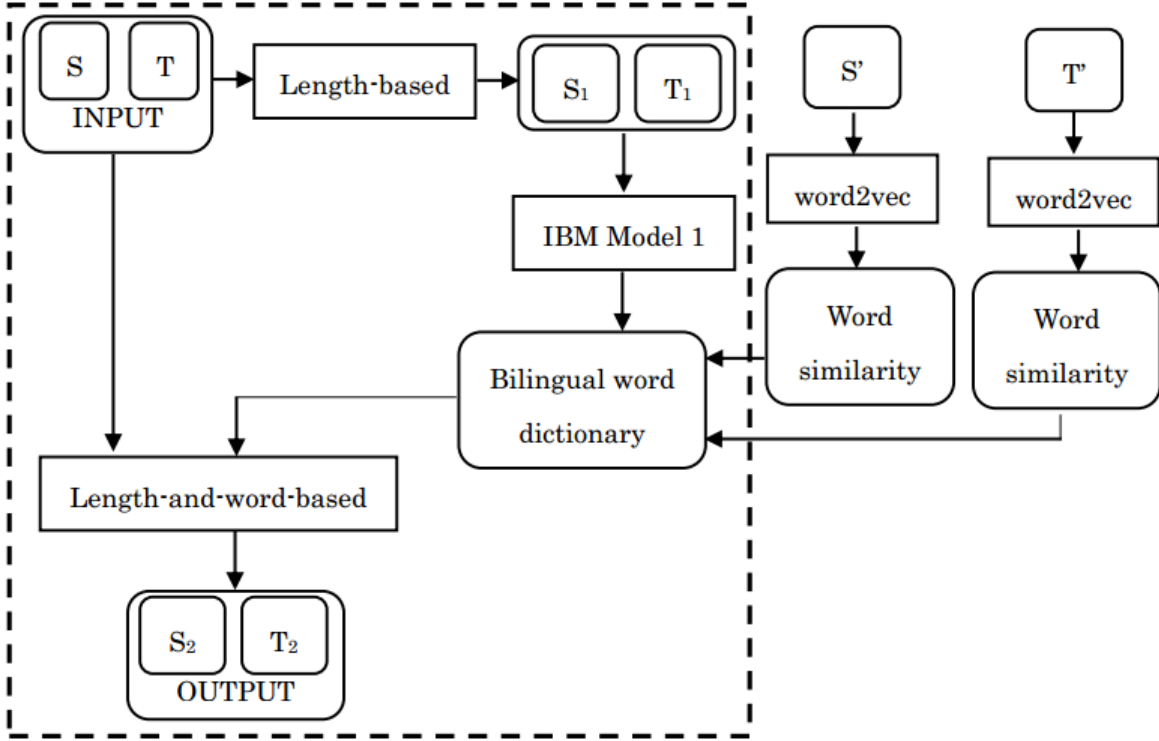 S
T
INPUT
Length-based
S₁
T₁
S’
T’
word2vec
word2vec
IBM Model 1
Word
similarity
Word
similarity
Bilingual word
dictionary
Length-and-word-based
S₂
T₂
OUTPUT